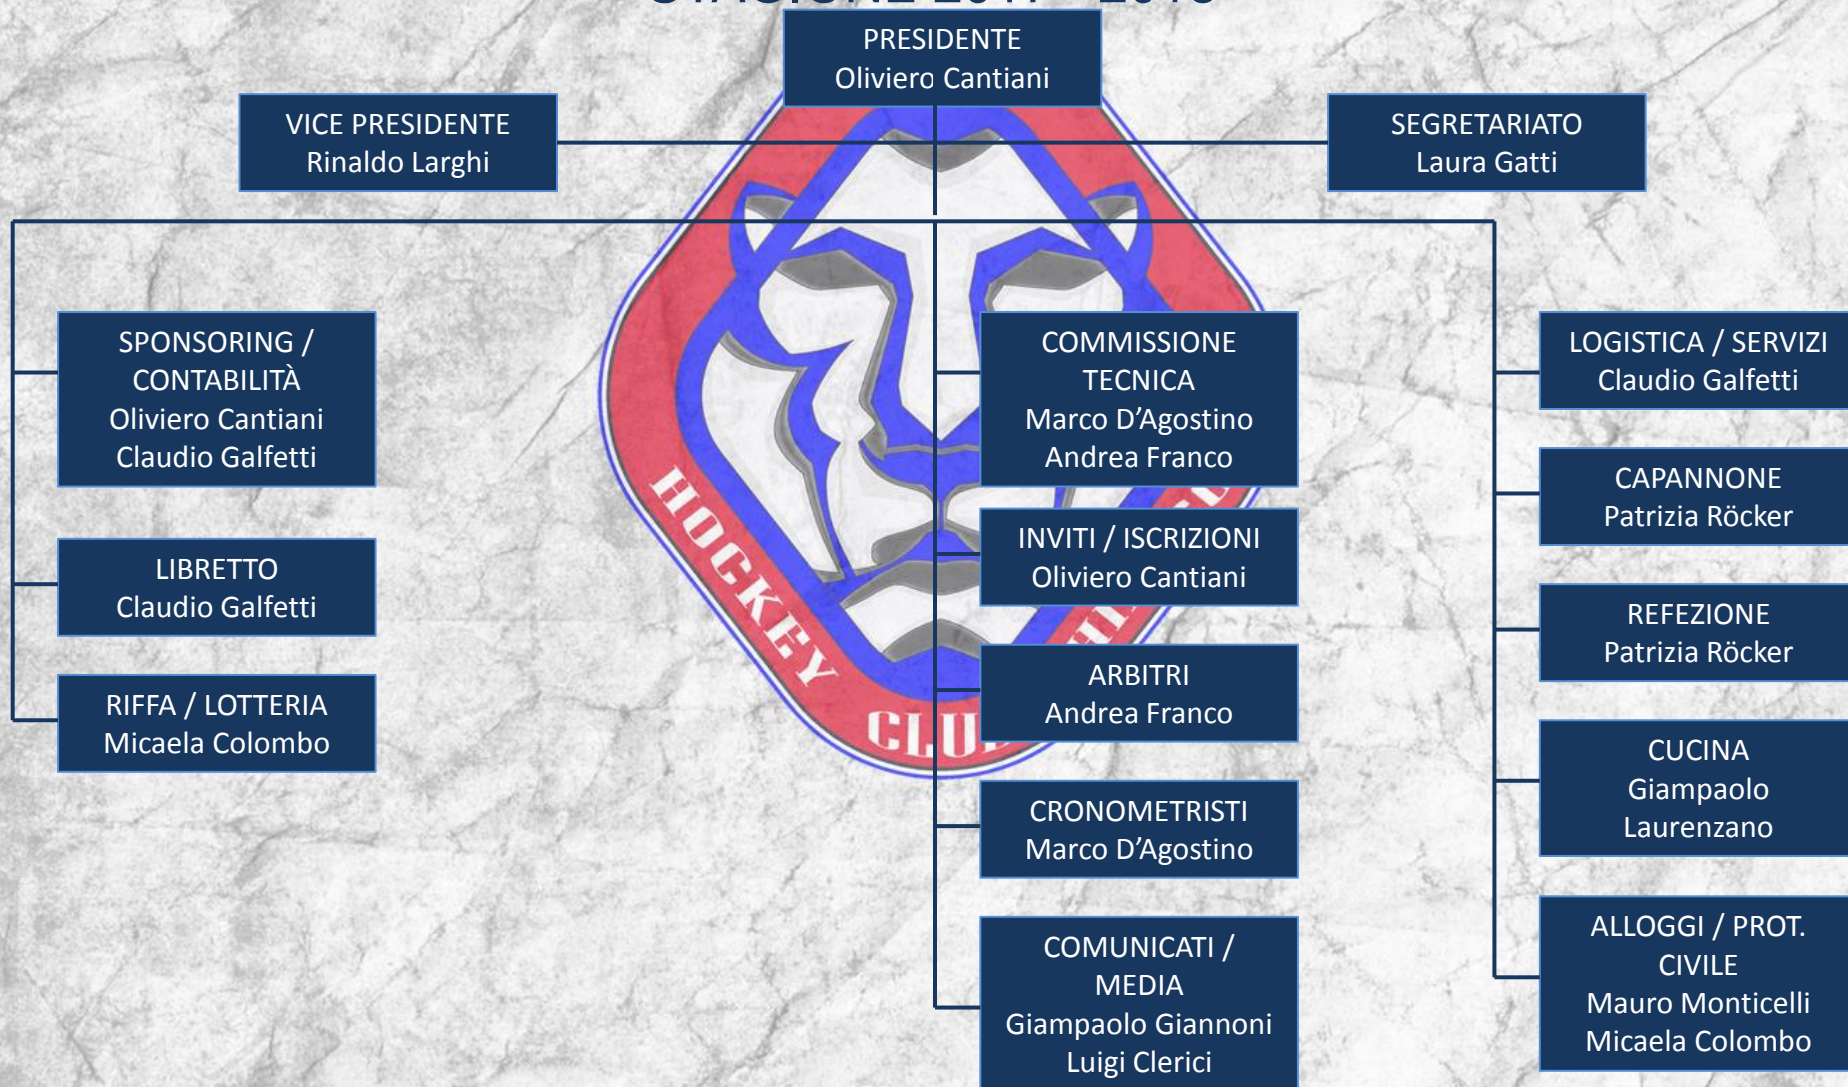 PRESIDENTE
Oliviero Cantiani
VICE PRESIDENTE
Rinaldo Larghi
SEGRETARIATO
Laura Gatti
SPONSORING /
CONTABILITÀ
Oliviero Cantiani
Claudio Galfetti
LIBRETTO
Claudio Galfetti
RIFFA / LOTTERIA
Micaela Colombo
COMMISSIONE
TECNICA
Marco D’Agostino
Andrea Franco
INVITI / ISCRIZIONI
Oliviero Cantiani
ARBITRI
Andrea Franco
CRONOMETRISTI
Marco D’Agostino
COMUNICATI /
MEDIA
Giampaolo Giannoni
Luigi Clerici
LOGISTICA / SERVIZI
Claudio Galfetti
CAPANNONE
Patrizia Röcker
REFEZIONE
Patrizia Röcker
CUCINA
Giampaolo
Laurenzano
ALLOGGI / PROT.
CIVILE
Mauro Monticelli
Micaela Colombo
HOCKEY